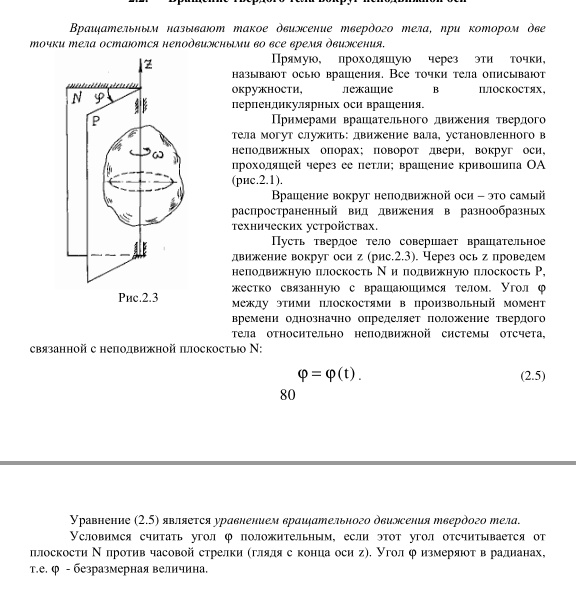 2.2. Вращение твердого тела вокруг неподвижной оси
Вращательным называют такое движение твердого тела, при котором две
точки тела остаются неподвижными во все время движения.
Прямую, проходящую через эти точки,
называют осью вращения. Все точки тела описывают
окружности, лежащие в плоскостях,
перпендикулярных оси вращения.
Примерами вращательного движения твердого
тела могут служить: движение вала, установленного в
неподвижных опорах; поворот двери, вокруг оси,
проходящей через ее петли; вращение кривошипа ОА
(рис.2.1).
Вращение вокруг неподвижной оси – это самый
распространенный вид движения в разнообразных
технических устройствах.
Пусть твердое тело совершает вращательное
движение вокруг оси z (рис.2.3). Через ось z проведем
неподвижную плоскость N и подвижную плоскость P,
жестко связанную с вращающимся телом. Угол φ
между этими плоскостями в произвольный момент
времени однозначно определяет положение твердого
тела относительно неподвижной системы отсчета,
связанной с неподвижной плоскостью N:
z
N φ
P
ω
Рис.2.3
φ = φ(t) . (2.5)
80
Уравнение (2.5) является уравнением вращательного движения твердого тела.
Условимся считать угол φ положительным, если этот угол отсчитывается от
плоскости N против часовой стрелки (глядя с конца оси z). Угол φ измеряют в радианах,
т.е. φ - безразмерная величина.